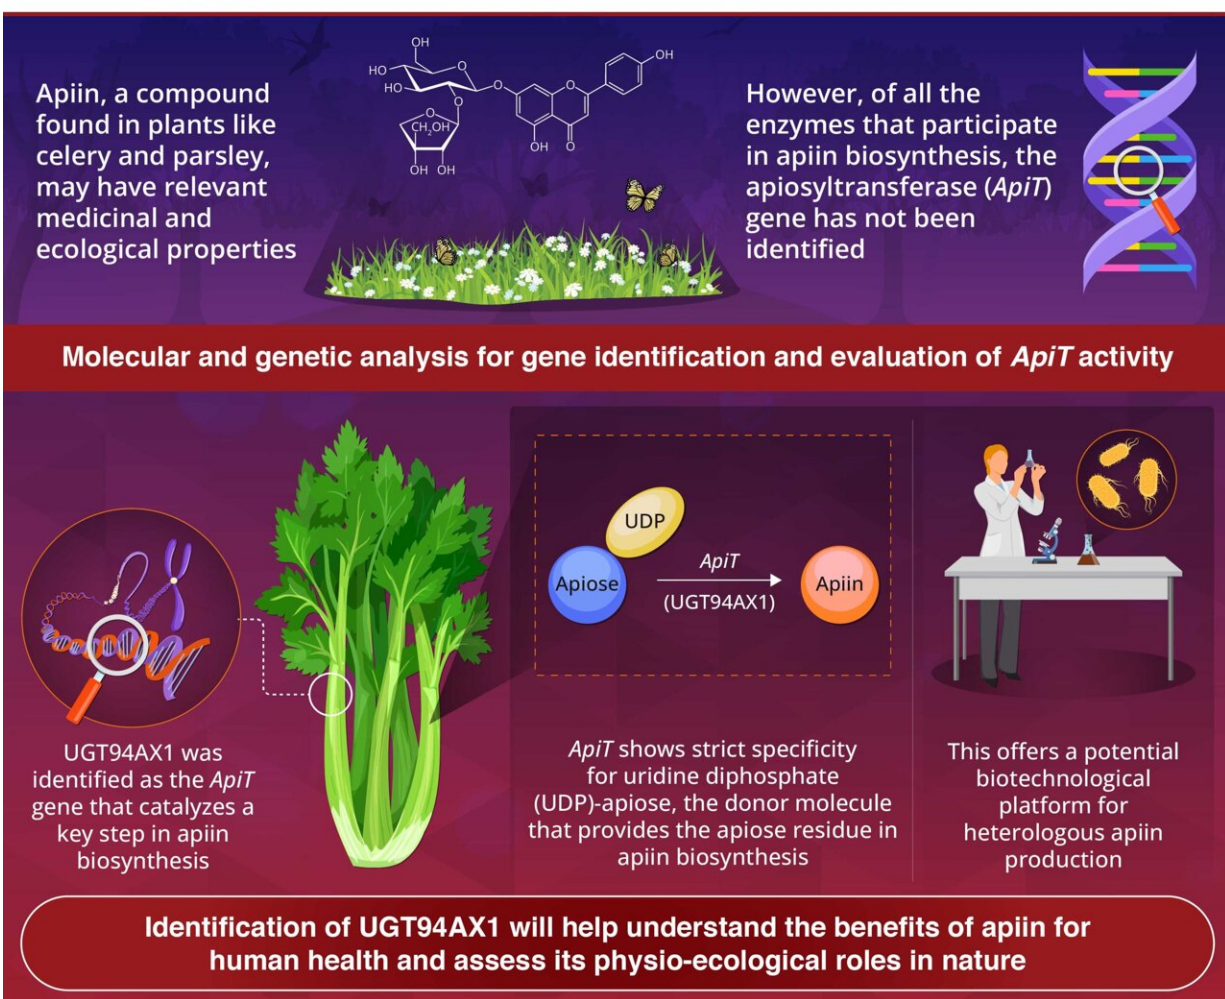 Apiin, a compound
found in plants like
celery and parsley,
may have relevant
medicinal and
ecological properties
OH
HO
HO
O
O
O
O
CH₂OH
OH OH
O
OH
O
OH
However, of all the
enzymes that participate
in apiin biosynthesis, the
apiosyltransferase (ApiT)
gene has not been
identified
Molecular and genetic analysis for gene identification and evaluation of ApiT activity
UGT94AX1 was
identified as the ApiT
gene that catalyzes a
key step in apiin
biosynthesis
UDP
Apiose
ApiT
(UGT94AX1)
Apiin
ApiT shows strict specificity
for uridine diphosphate
(UDP)-apiose, the donor molecule
that provides the apiose residue in
apiin biosynthesis
This offers a potential
biotechnological
platform for
heterologous apiin
production
Identification of UGT94AX1 will help understand the benefits of apiin for
human health and assess its physio-ecological roles in nature